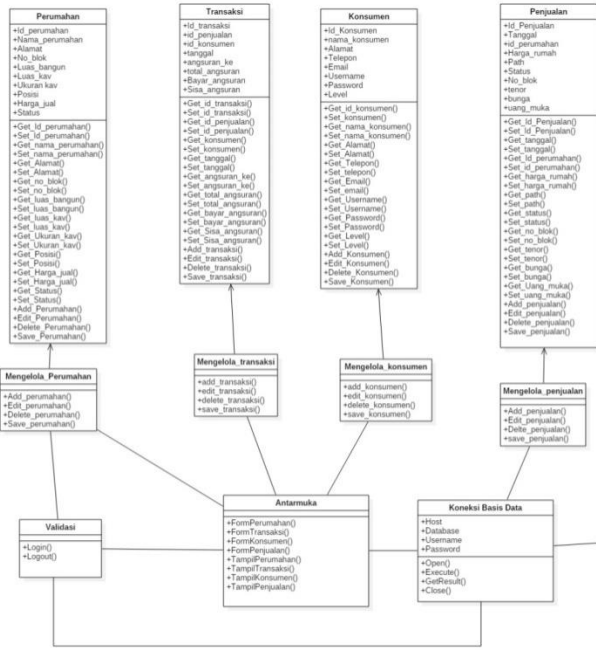 Perumahan
+Id_perumahan
+Nama_perumahan
+Alamat
+No_blok
+Luas_bangun
+Luas_kav
+Ukuran kav
+Posisi
+Harga_jual
+Status
+Get_Id_perumahan()
+Set_Id_perumahan()
+Get_nama_perumahan()
+Set_nama_perumahan()
+Get_Alamat()
+Set_Alamat()
+Get_no_blok()
+Set_no_blok()
+Get_luas_bangun()
+Set_luas_bangun()
+Get_luas_kav()
+Set_luas_kav()
+Get_Ukuran_kav()
+Set_Ukuran_kav()
+Get_Posisi()
+Set_Posisi()
+Get_Harga_jual()
+Set_Harga_jual()
+Get_Status()
+Set_Status()
+Add_Perumahan()
+Edit_Perumahan()
+Delete_Perumahan()
+Save_Perumahan()
Transaksi
+Id_transaksi
+id_penjualan
+id_konsumen
+tanggal
+angsuran_ke
+total_angsuran
+Bayar_angsuran
+Sisa_angsuran
+Get_id_transaksi()
+Set_id_transaksi()
+Get_id_penjualan()
+Set_id_penjualan()
+Get_konsumen()
+Set_konsumen()
+Get_tanggal()
+Set_tanggal()
+Get_angsuran_ke()
+Set_angsuran_ke()
+Get_total_angsuran()
+Set_total_angsuran()
+Get_bayar_angsuran()
+Set_bayar_angsuran()
+Get_Sisa_angsuran()
+Set_Sisa_angsuran()
+Add_transaksi()
+Edit_transaksi()
+Delete_transaksi()
+Save_transaksi()
Konsumen
+Id_Konsumen
+nama_konsumen
+Alamat
+Telepon
+Email
+Username
+Password
+Level
+Get_id_konsumen()
+Set_konsumen()
+Get_nama_konsumen()
+Set_nama_konsumen()
+Get_Alamat()
+Set_Alamat()
+Get_Telepon()
+Set_telepon()
+Get_Email()
+Set_email()
+Get_Username()
+Set_Username()
+Get_Password()
+Set_Password()
+Get_Level()
+Set_Level()
+Add_Konsumen()
+Edit_Konsumen()
+Delete_Konsumen()
+Save_Konsumen()
Penjualan
+Id_Penjualan
+Tanggal
+id_perumahan
+Harga_rumah
+Path
+Status
+No_blok
+tenor
+bunga
+uang_muka
+Get_Id_Penjualan()
+Set_Id_Penjualan()
+Get_tanggal()
+Set_tanggal()
+Get_Id_perumahan()
+Set_id_perumahan()
+Get_harga_rumah()
+Set_harga_rumah()
+Get_path()
+Set_path()
+Get_status()
+Set_status()
+Get_no_blok()
+Set_no_blok()
+Get_tenor()
+Set_tenor()
+Get_bunga()
+Set_bunga()
+Get_Uang_muka()
+Set_uang_muka()
+Add_penjualan()
+Edit_penjualan()
+Delete_penjualan()
+Save_penjualan()
Mengelola_Perumahan
+Add_perumahan()
+Edit_perumahan()
+Delete_perumahan()
+Save_perumahan()
Mengelola_transaksi
+add_transaksi()
+edit_transaksi()
+delete_transaksi()
+save_transaksi()
Mengelola_konsumen
+add_konsumen()
+edit_konsumen()
+delete_konsumen()
+save_konsumen()
Mengelola_penjualan
+Add_penjualan()
+Edit_penjualan()
+Delte_penjualan()
+save_penjualan()
Validasi
+Login()
+Logout()
Antarmuka
+FormPerumahan()
+FormTransaksi()
+FormKonsumen()
+FormPenjualan()
+TampilPerumahan()
+TampilTransaksi()
+TampilKonsumen()
+TampilPenjualan()
Koneksi Basis Data
+Host
+Database
+Username
+Password
+Open()
+Execute()
+GetResult()
+Close()